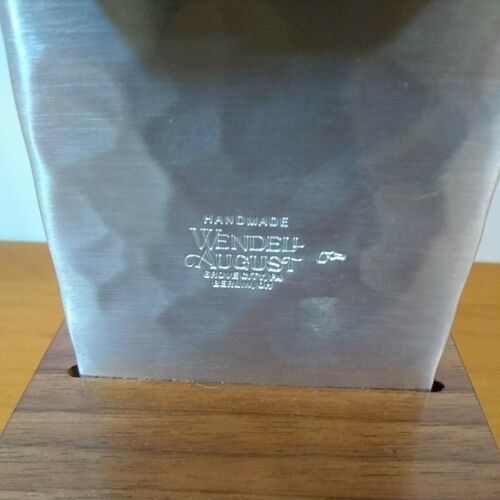 HANDMADE
WENDELL
AUGUST
GROVE CITY, PA
BERLIN, OH